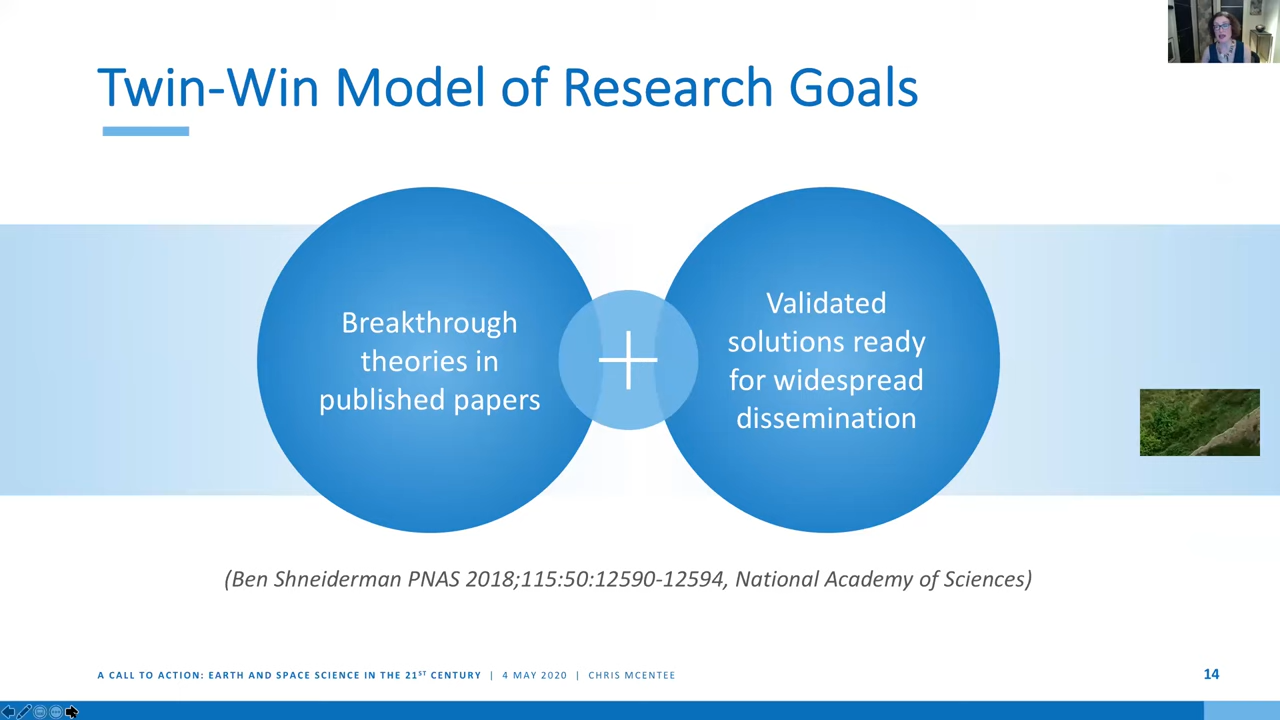 Twin-Win Model of Research Goals
Breakthrough
theories in
published papers
Validated
solutions ready
for widespread
dissemination
(Ben Shneiderman PNAS 2018;115:50:12590-12594, National Academy of Sciences)
A CALL TO ACTION: EARTH AND SPACE SCIENCE IN THE 21ST CENTURY | 4 MAY 2020 | CHRIS MCENTEE
14